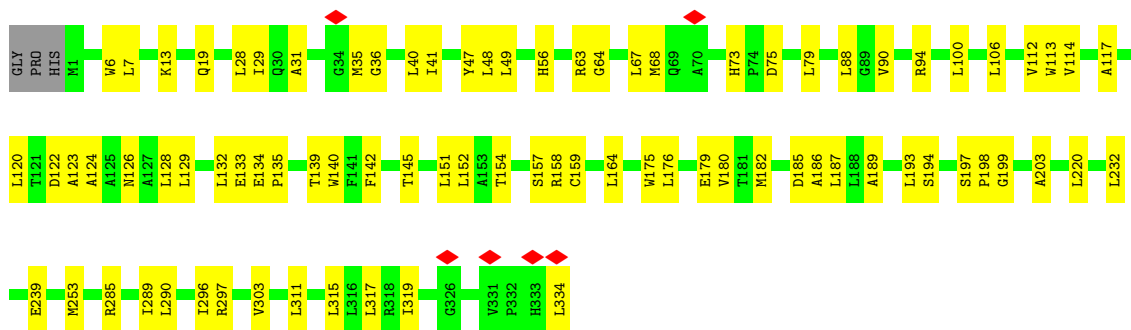 GLY PRO HIS M1 W6 L7 K13 Q19 L28 I29 Q30 A31 G34 M35 G36 L40 I41 Y47 L48 L49 H56 R63 G64 L67 M68 Q69 A70 H73 P74 D75 L79 L88 G89 V90 R94 L100 L106 V112 W113 V114 A117
L120 T121 D122 A123 A124 A125 N126 A127 L128 L129 L132 E133 E134 P135 T139 W140 F141 F142 T145 L151 L152 A153 T154 S157 R158 C159 L164 W175 L176 E179 V180 T181 M182 D185 A186 L187 L188 A189 L193 S194 S197 P198 G199 A203 L220 L232
E239 M253 R285 I289 L290 I296 R297 V303 L311 L315 L316 L317 R318 I319 G326 V331 P332 H333 L334